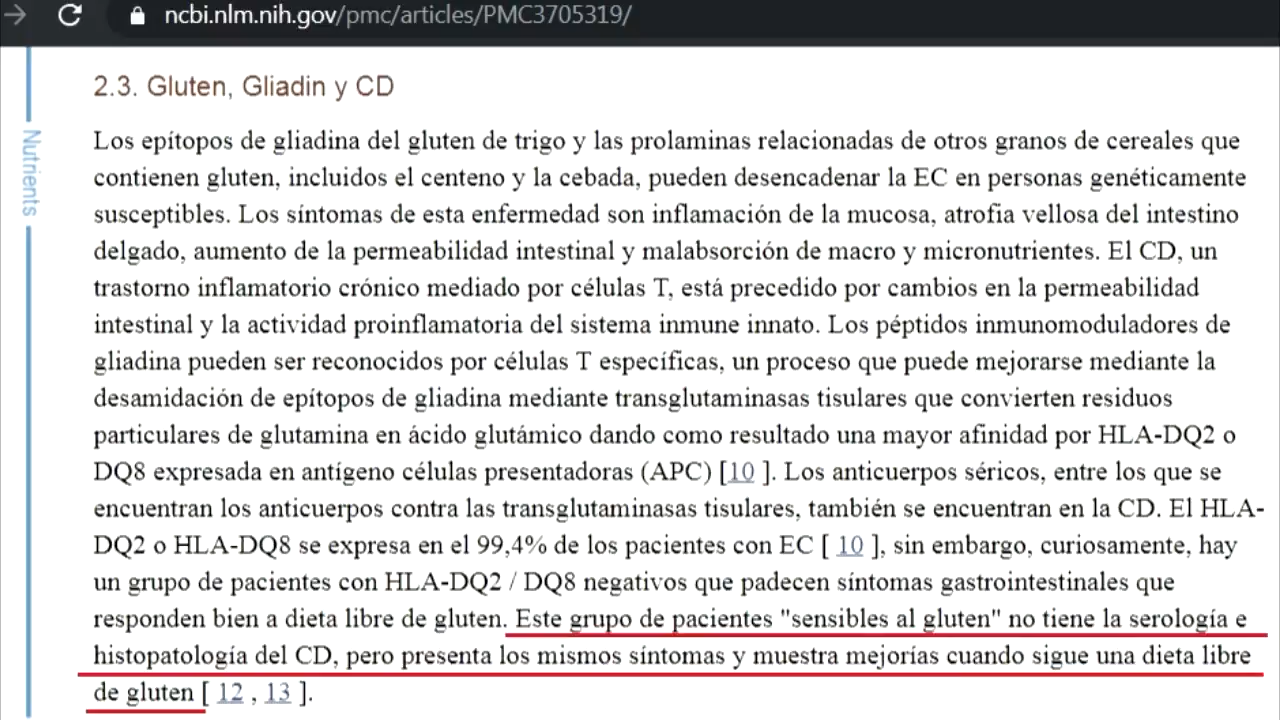 ncbi.nlm.nih.gov/pmc/articles/PMC3705319/
Nutrients
2.3. Gluten, Gliadin y CD
Los epítopos de gliadina del gluten de trigo y las prolaminas relacionadas de otros granos de cereales que
contienen gluten, incluidos el centeno y la cebada, pueden desencadenar la EC en personas genéticamente
susceptibles. Los síntomas de esta enfermedad son inflamación de la mucosa, atrofia vellosa del intestino
delgado, aumento de la permeabilidad intestinal y malabsorción de macro y micronutrientes. El CD, un
trastorno inflamatorio crónico mediado por células T, está precedido por cambios en la permeabilidad
intestinal y la actividad proinflamatoria del sistema inmune innato. Los péptidos inmunomoduladores de
gliadina pueden ser reconocidos por células T específicas, un proceso que puede mejorarse mediante la
desamidación de epítopos de gliadina mediante transglutaminasas tisulares que convierten residuos
particulares de glutamina en ácido glutámico dando como resultado una mayor afinidad por HLA-DQ2 o
DQ8 expresada en antígeno células presentadoras (APC) [10 ]. Los anticuerpos séricos, entre los que se
encuentran los anticuerpos contra las transglutaminasas tisulares, también se encuentran en la CD. El HLA-
DQ2 o HLA-DQ8 se expresa en el 99,4% de los pacientes con EC [ 10 ], sin embargo, curiosamente, hay
un grupo de pacientes con HLA-DQ2 / DQ8 negativos que padecen síntomas gastrointestinales que
responden bien a dieta libre de gluten. Este grupo de pacientes "sensibles al gluten" no tiene la serología e
histopatología del CD, pero presenta los mismos síntomas y muestra mejorías cuando sigue una dieta libre
de gluten [ 12 , 13 ].